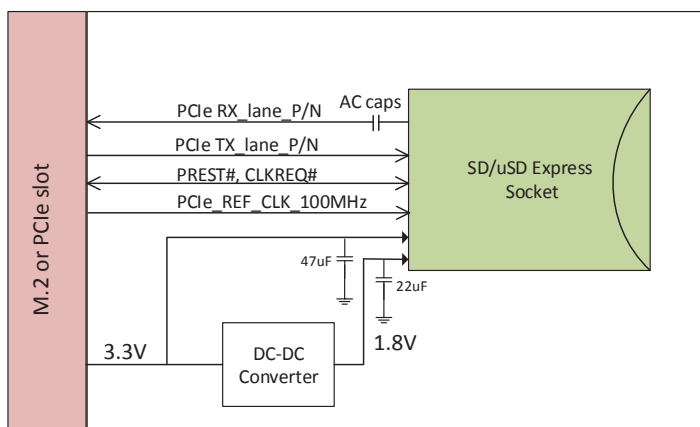 M.2 or PCIe slot
PCIe RX_lane_P/N
AC caps
PCIe TX_lane_P/N
PREST#, CLKREQ#
PCIe_REF_CLK_100MHz
SD/uSD Express
Socket
47uF
22uF
3.3V
DC-DC
Converter
1.8V